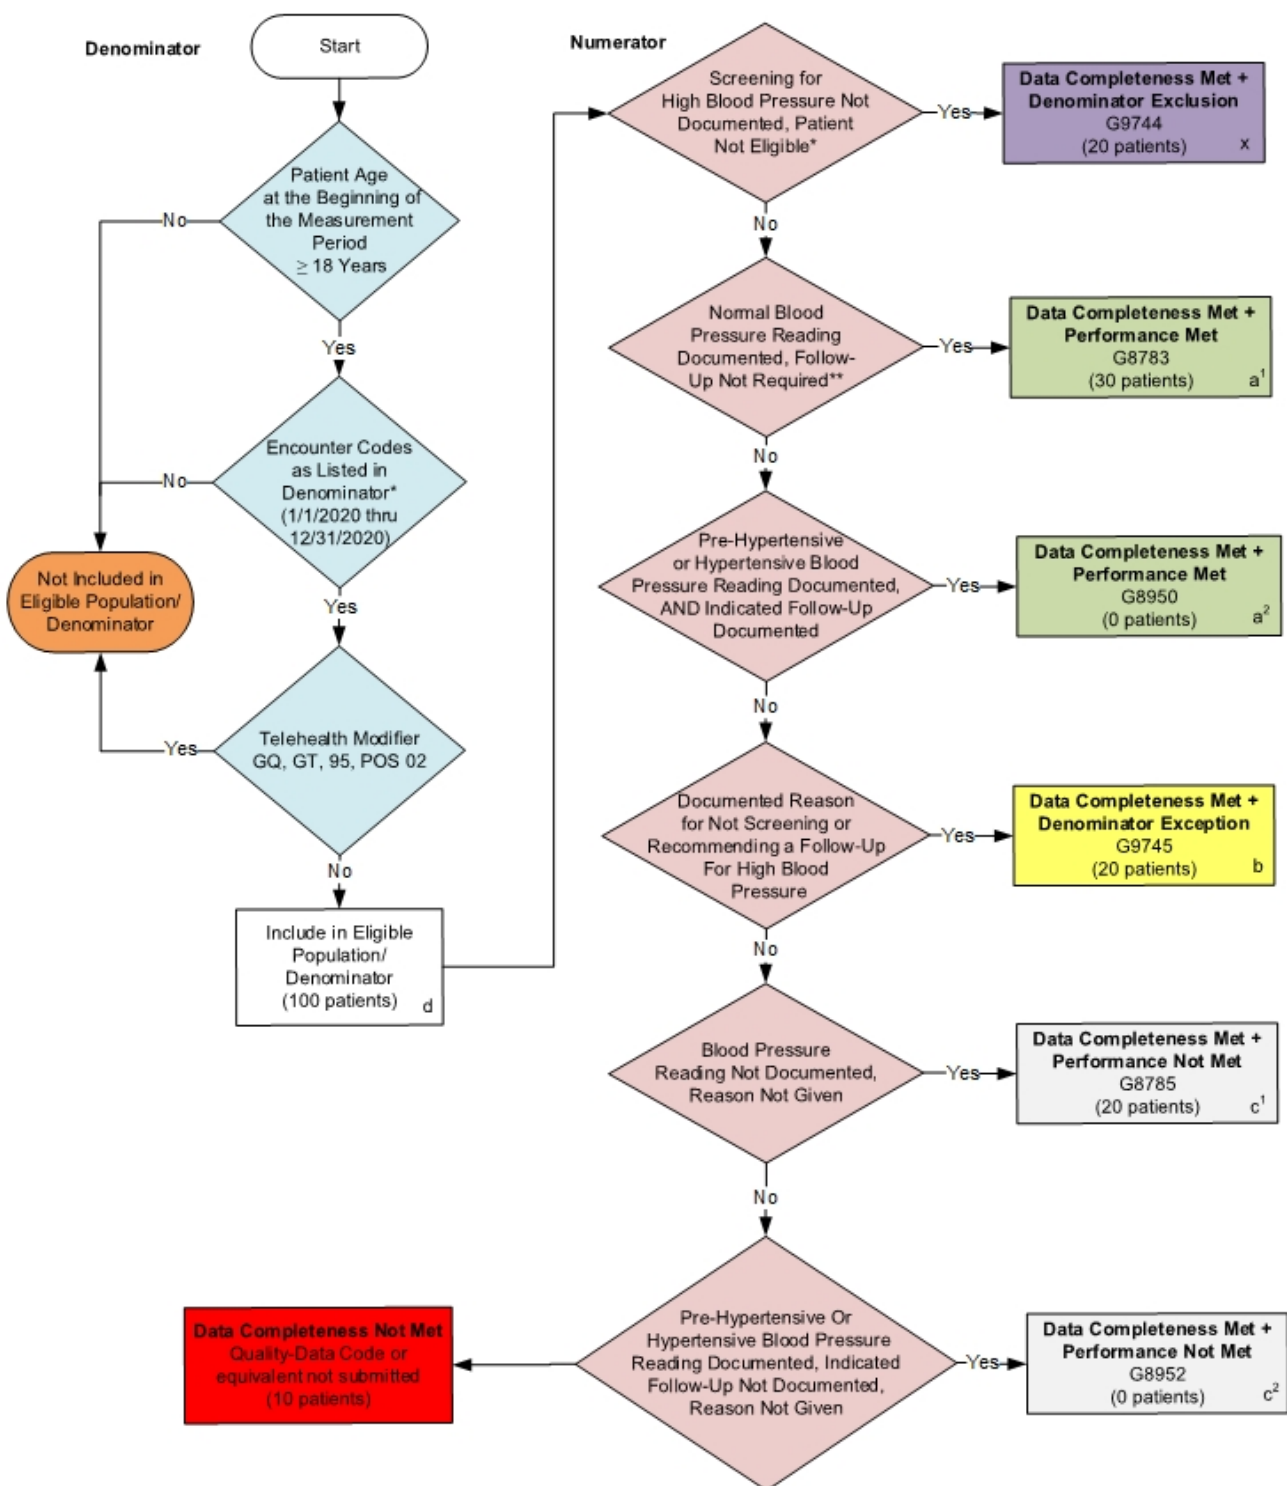 Denominator
Start
Patient Age
at the Beginning of
the Measurement
Period
≥ 18 Years
No
Yes
Encounter Codes
as Listed in
Denominator*
(1/1/2020 thru
12/31/2020)
No
Not Included in
Eligible Population/
Denominator
Yes
Telehealth Modifier
GQ, GT, 95, POS 02
Yes
No
Include in Eligible
Population/
Denominator
(100 patients) d
Numerator
Screening for
High Blood Pressure Not
Documented, Patient
Not Eligible*
Yes
Data Completeness Met +
Denominator Exclusion
G9744
(20 patients) x
No
Normal Blood
Pressure Reading
Documented, Follow-
Up Not Required**
Yes
Data Completeness Met +
Performance Met
G8783
(30 patients) a¹
No
Pre-Hypertensive
or Hypertensive Blood
Pressure Reading Documented,
AND Indicated Follow-Up
Documented
Yes
Data Completeness Met +
Performance Met
G8950
(0 patients) a²
No
Documented Reason
for Not Screening or
Recommending a Follow-Up
For High Blood
Pressure
Yes
Data Completeness Met +
Denominator Exception
G9745
(20 patients) b
No
Blood Pressure
Reading Not Documented,
Reason Not Given
Yes
Data Completeness Met +
Performance Not Met
G8785
(20 patients) c¹
No
Pre-Hypertensive Or
Hypertensive Blood Pressure
Reading Documented, Indicated
Follow-Up Not Documented,
Reason Not Given
Yes
Data Completeness Met +
Performance Not Met
G8952
(0 patients) c²
Data Completeness Not Met
Quality-Data Code or
equivalent not submitted
(10 patients)